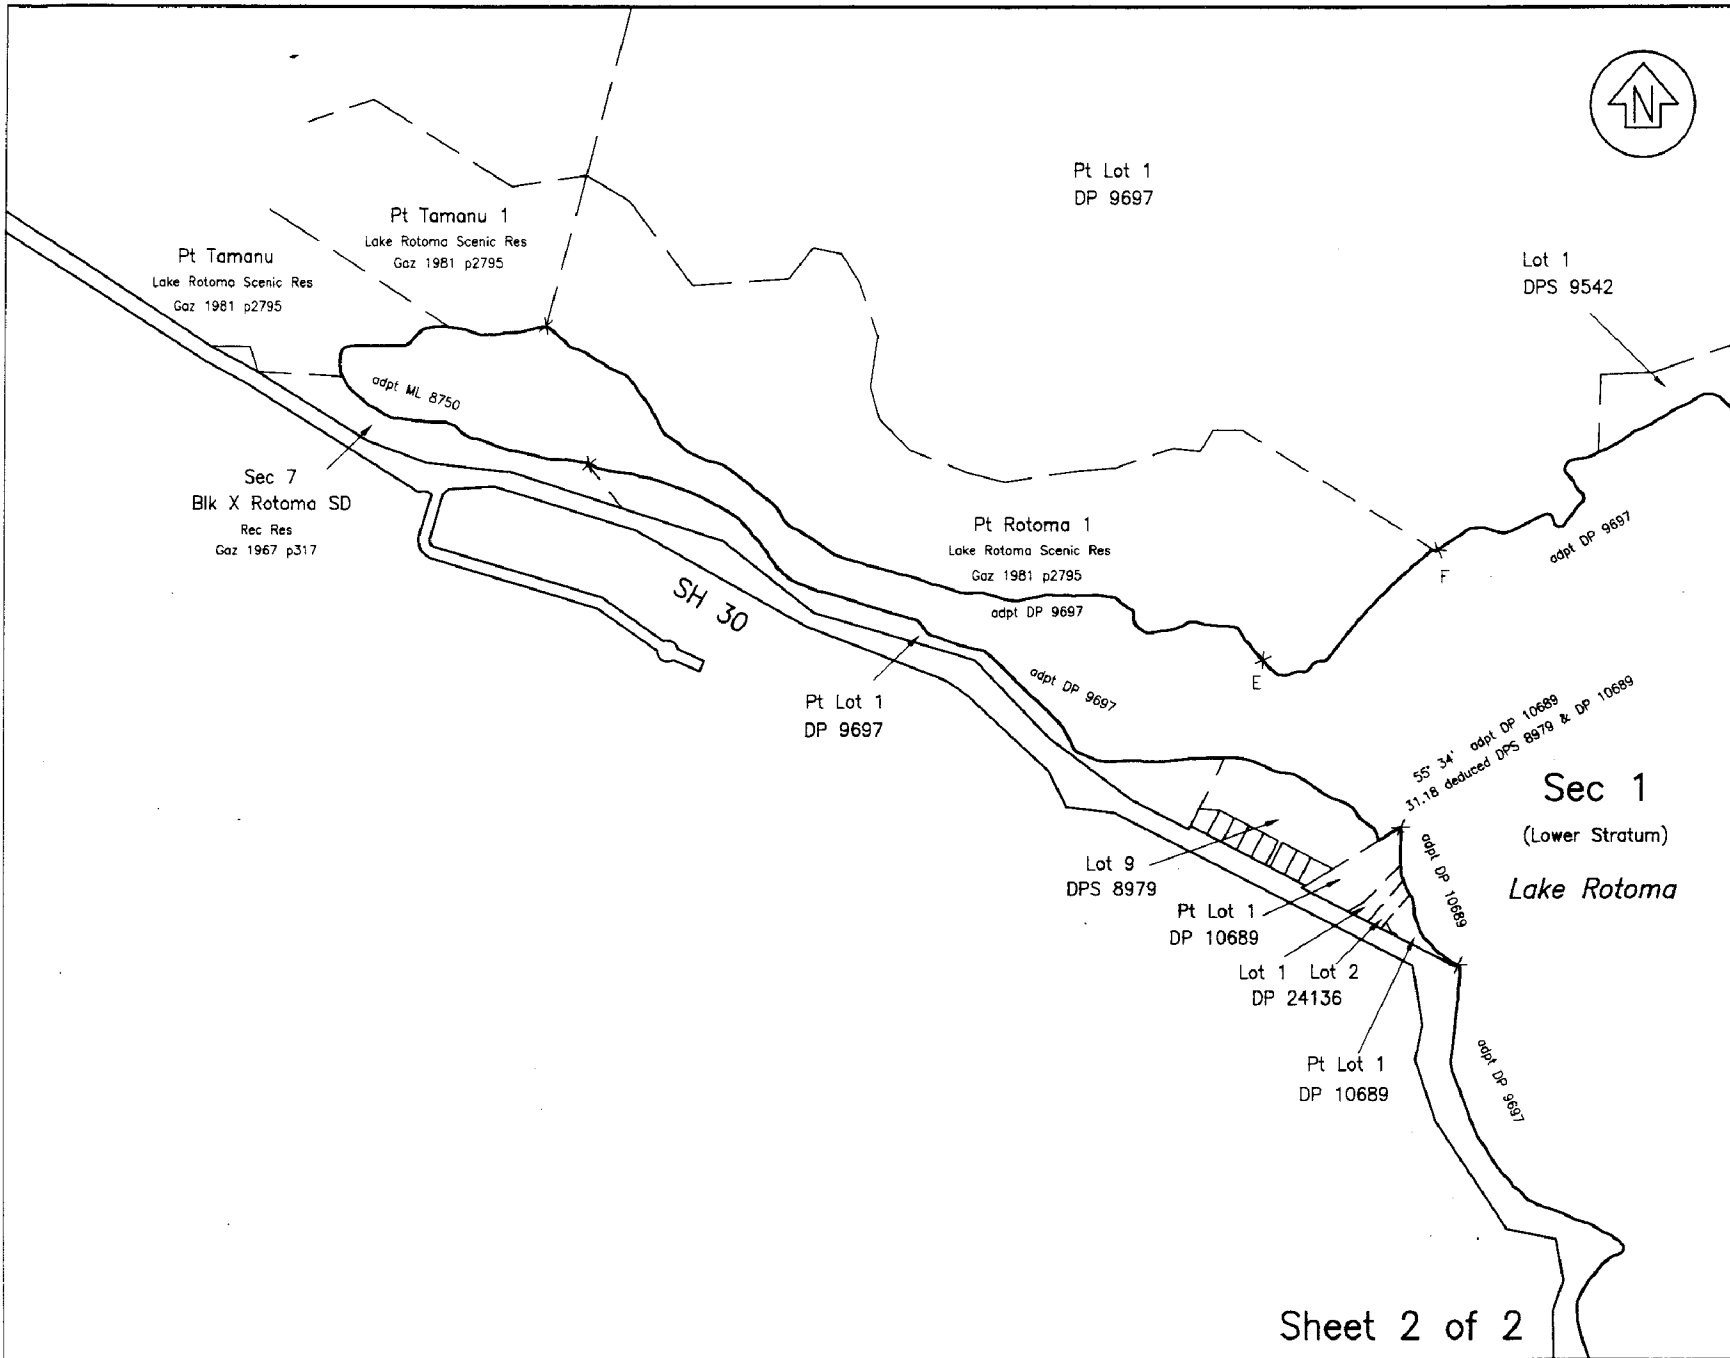 N
Pt Lot 1
DP 9697
Pt Tamanu 1
Lake Rotoma Scenic Res
Gaz 1981 p2795
Pt Tamanu
Lake Rotoma Scenic Res
Gaz 1981 p2795
Lot 1
DPS 9542
adpt ML 8750
Sec 7
Blk X Rotoma SD
Rec Res
Gaz 1967 p317
Pt Rotoma 1
Lake Rotoma Scenic Res
Gaz 1981 p2795
adpt DP 9697
adpt DP 9697
F
E
SH 30
adpt DP 9697
Pt Lot 1
DP 9697
55° 34' adpt DP 10689
31.18 deduced DPS 8979 & DP 10689
Sec 1
(Lower Stratum)
Lake Rotoma
adpt DP 10689
Lot 9
DPS 8979
Pt Lot 1
DP 10689
Lot 1 Lot 2
DP 24136
Pt Lot 1
DP 10689
adpt DP 9697
Sheet 2 of 2